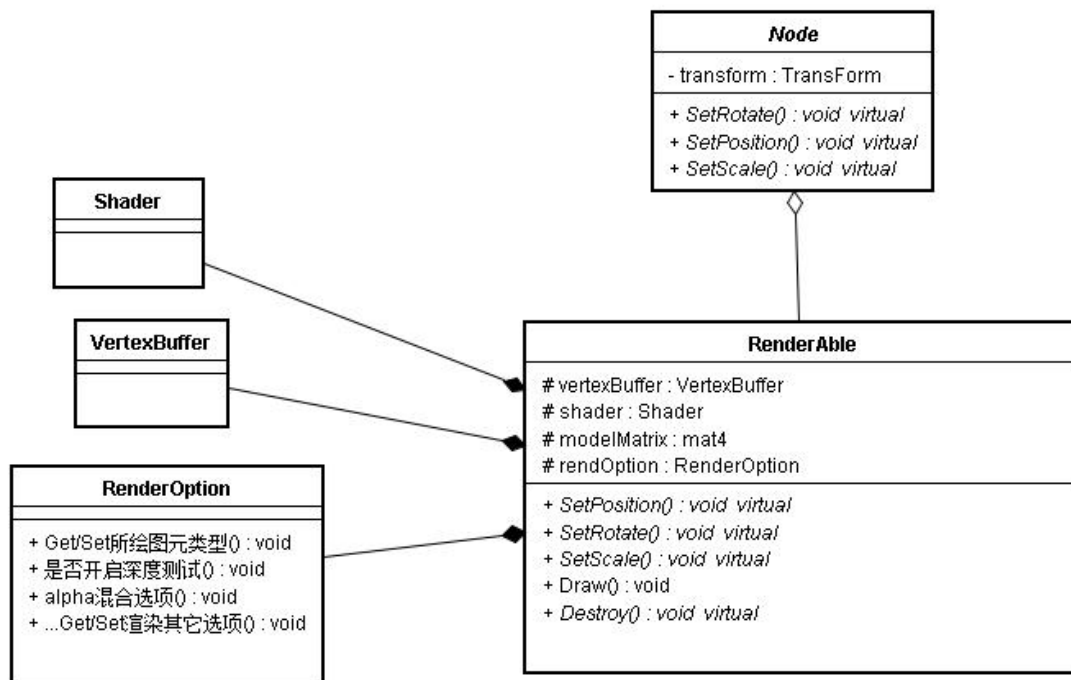 Node
- transform : TransForm
+ SetRotate() : void virtual
+ SetPosition() : void virtual
+ SetScale() : void virtual
Shader
VertexBuffer
RenderAble
# vertexBuffer : VertexBuffer
# shader : Shader
# modelMatrix : mat4
# rendOption : RenderOption
+ SetPosition() : void virtual
+ SetRotate() : void virtual
+ SetScale() : void virtual
+ Draw() : void
+ Destroy() : void virtual
RenderOption
+ Get/Set所绘图元类型() : void
+ 是否开启深度测试() : void
+ alpha混合选项() : void
+ ...Get/Set渲染其它选项() : void